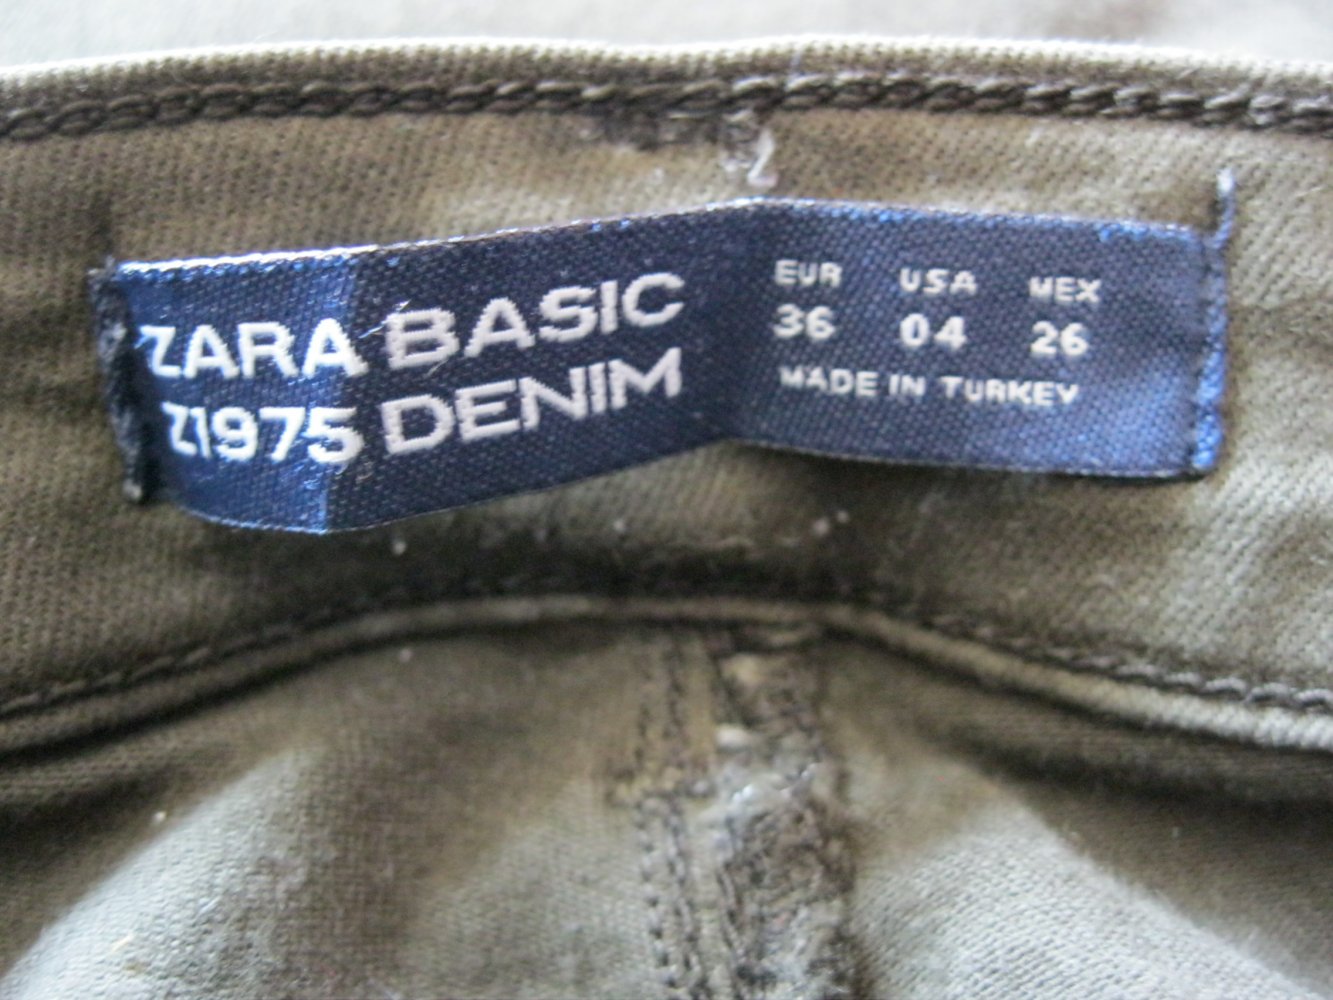 ZARA BASIC
Z1975 DENIM
EUR USA MEX
36 04 26
MADE IN TURKEY